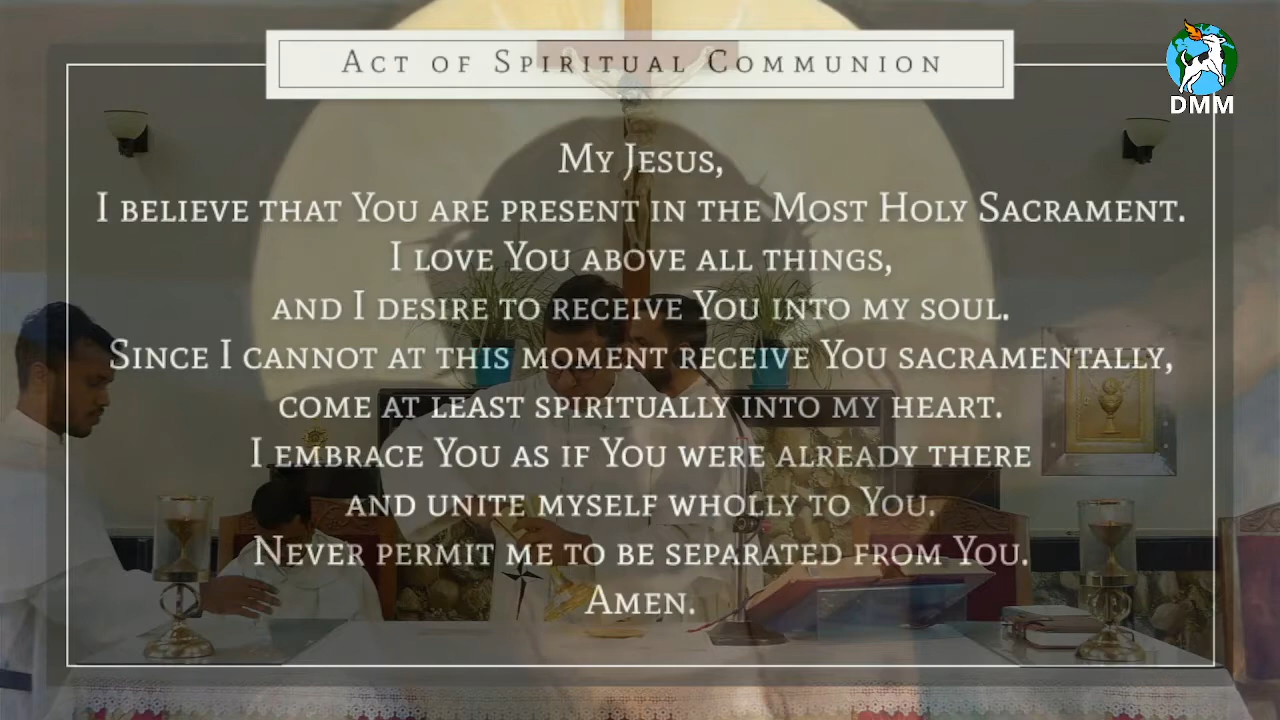 Act of Spiritual Communion
DMM
My Jesus,
I believe that You are present in the Most Holy Sacrament.
I love You above all things,
and I desire to receive You into my soul.
Since I cannot at this moment receive You sacramentally,
come at least spiritually into my heart.
I embrace You as if You were already there
and unite myself wholly to You.
Never permit me to be separated from You.
Amen.